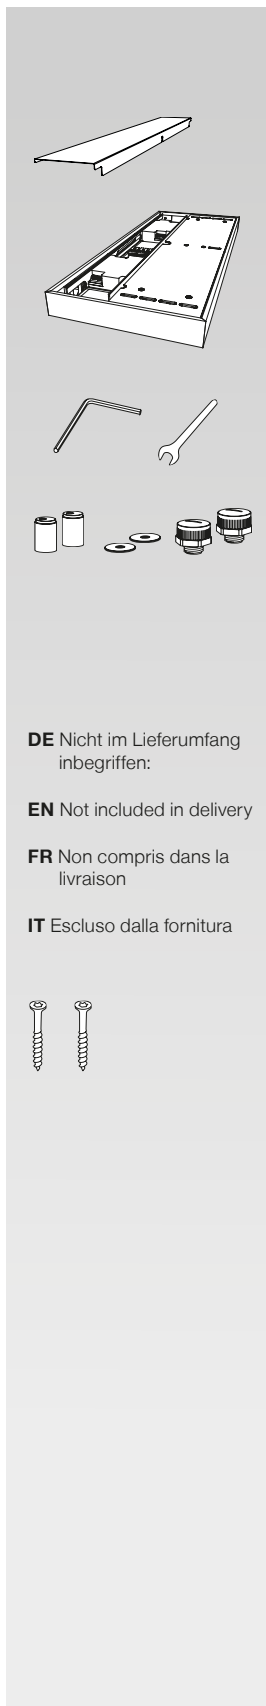 DE Nicht im Lieferumfang
inbegriffen:
EN Not included in delivery
FR Non compris dans la
livraison
IT Escluso dalla fornitura